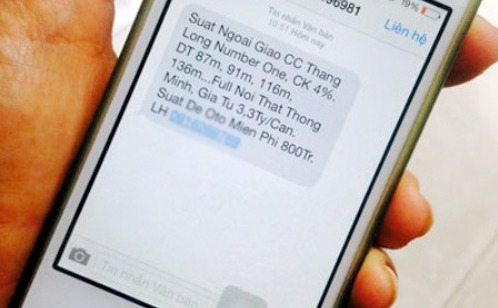 19%
96981
Liên hệ
Tin nhắn Văn bản
10:51 Hôm nay
Suat Ngoai Giao CC Thang
Long Number One, CK 4%.
DT 87m, 91m, 116m,
136m...Full Noi That Thong
Minh, Gia Tu 3,3Ty/Can.
Suat De Oto Mien Phi 800Tr.
LH
Tin nhắn Văn bản